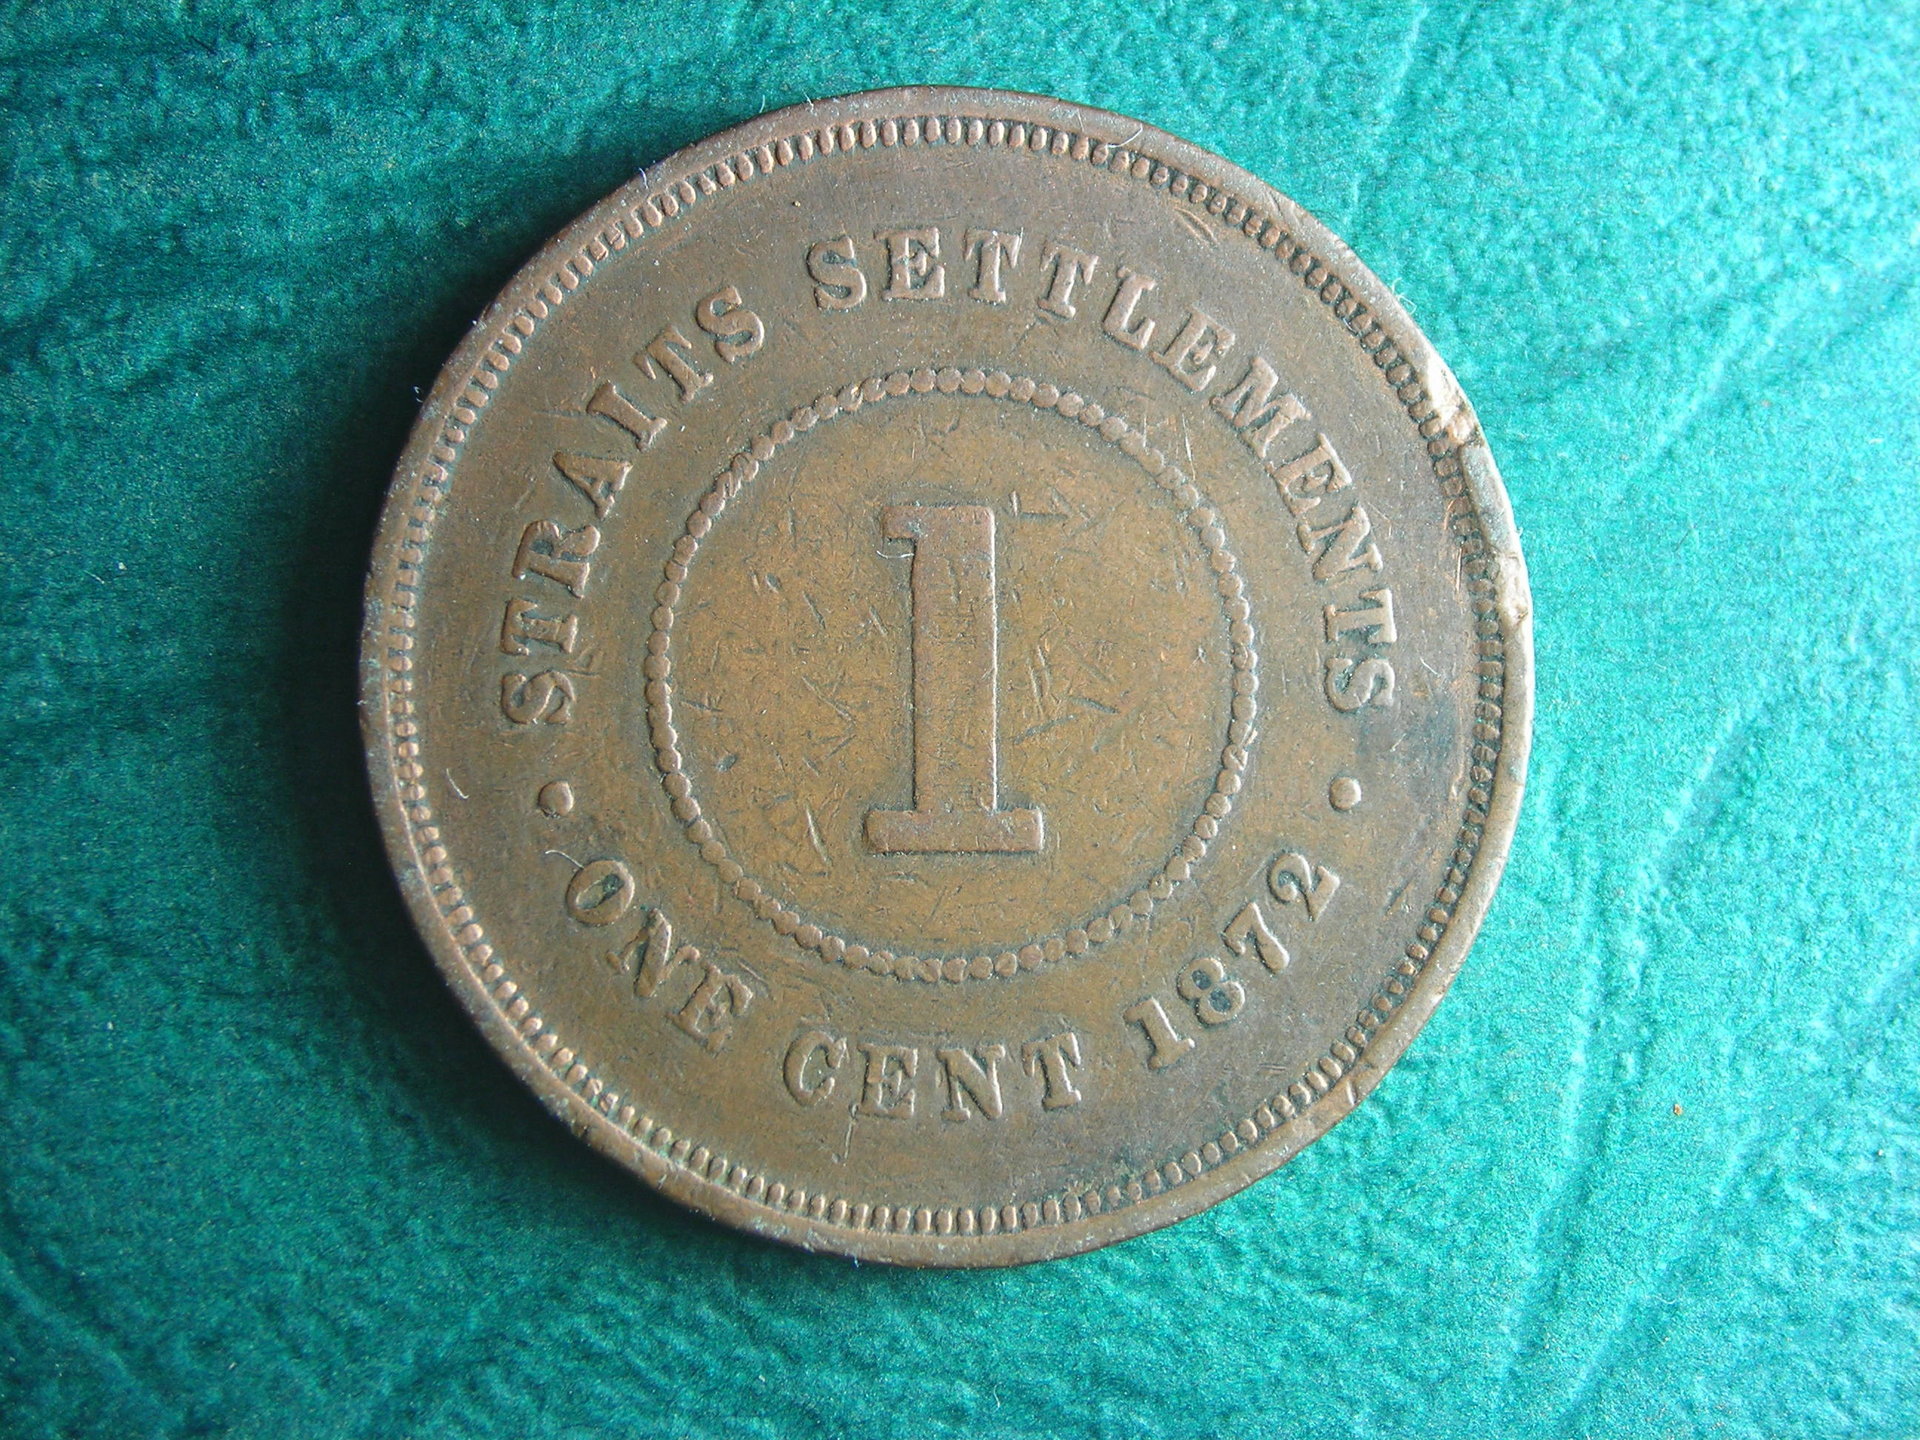 STRAITS SETTLEMENTS
1
ONE CENT 1872